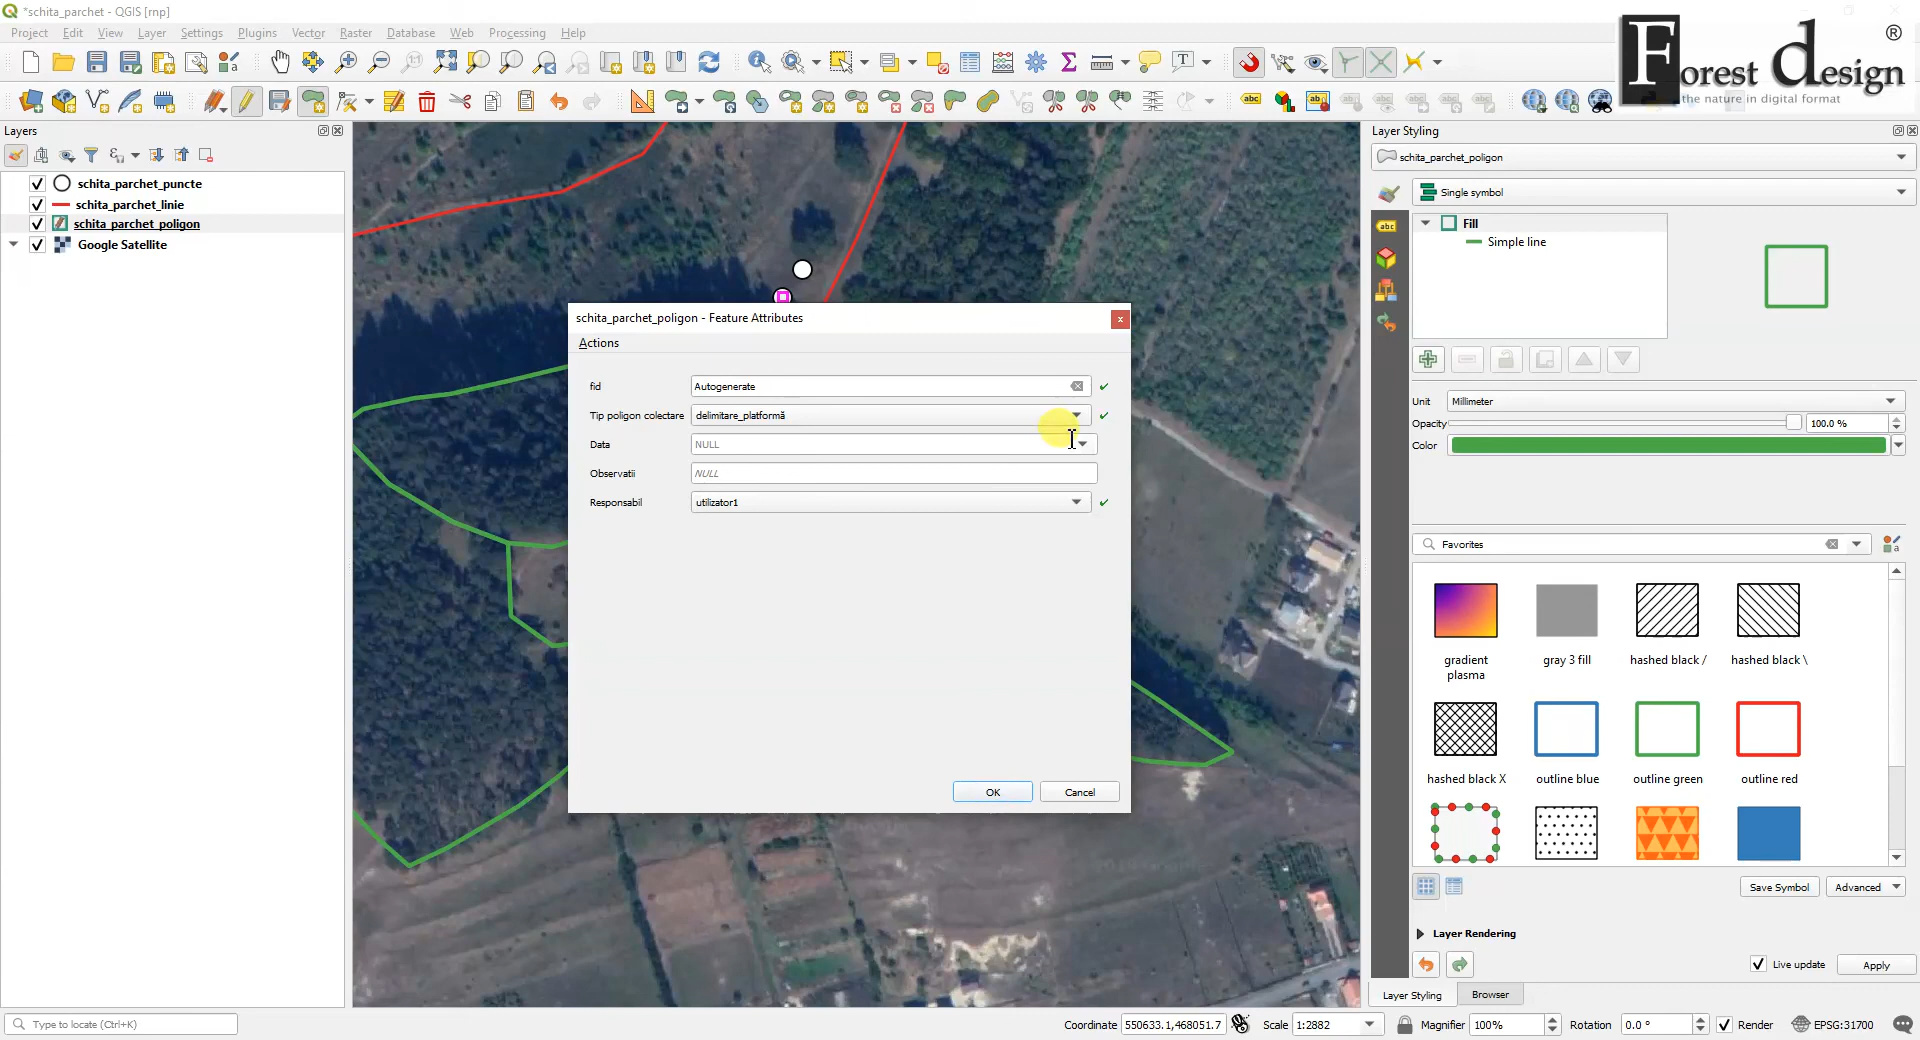 *schita_parchet - QGIS [rnp]
Project Edit View Layer Settings Plugins Vector Raster Database Web Processing Help
Forest design ®
the nature in digital format
Layers
schita_parchet_puncte
schita_parchet_linie
schita_parchet_poligon
Google Satellite
schita_parchet_poligon - Feature Attributes
Actions
fid Autogenerate
Tip poligon colectare delimitare_platformă
Data NULL
Observatii NULL
Responsabil utilizator1
OK Cancel
Layer Styling
schita_parchet_poligon
Single symbol
Fill
Simple line
Unit Millimeter
Opacity 100.0 %
Color
Favorites
gradient plasma
gray 3 fill
hashed black /
hashed black \
hashed black X
outline blue
outline green
outline red
Save Symbol Advanced
Layer Rendering
Live update Apply
Layer Styling Browser
Type to locate (Ctrl+K)
Coordinate 550633.1,468051.7 Scale 1:2882 Magnifier 100% Rotation 0.0 ° Render EPSG:31700